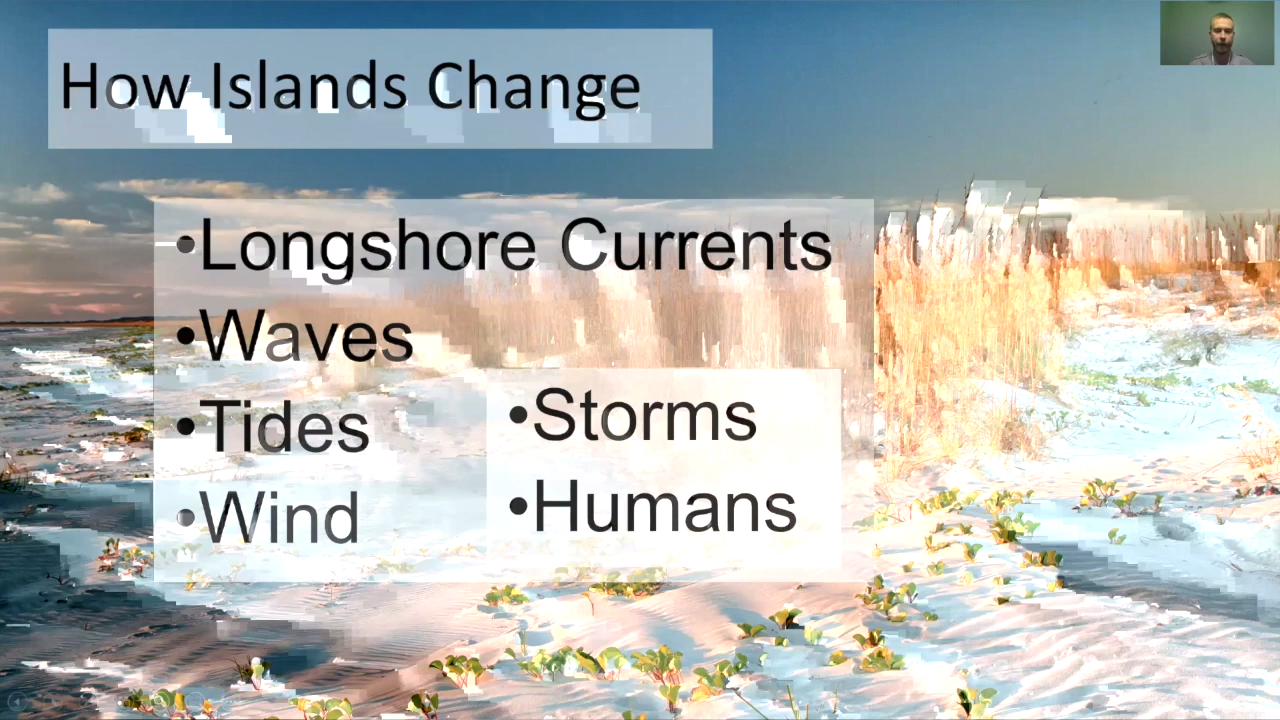 How Islands Change
•Longshore Currents
•Waves
•Tides
•Wind
•Storms
•Humans